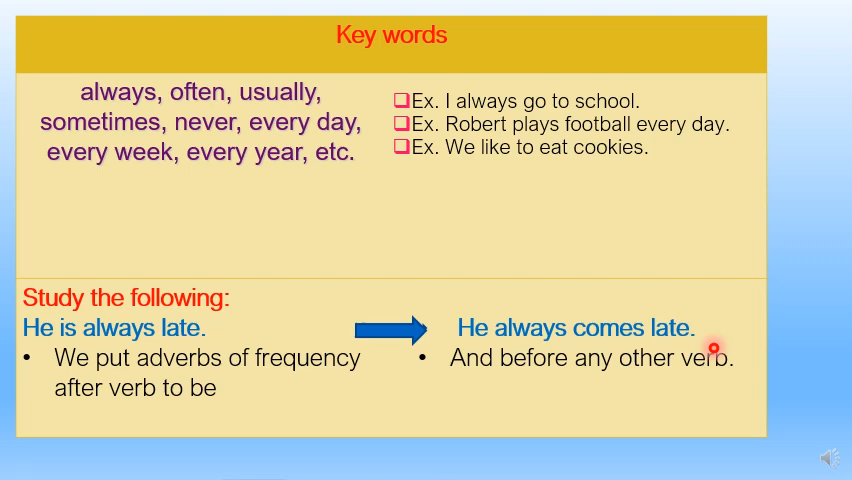 Key words
always, often, usually,
sometimes, never, every day,
every week, every year, etc.
❑Ex. I always go to school.
❑Ex. Robert plays football every day.
❑Ex. We like to eat cookies.
Study the following:
He is always late.
• We put adverbs of frequency
after verb to be
He always comes late.
• And before any other verb.